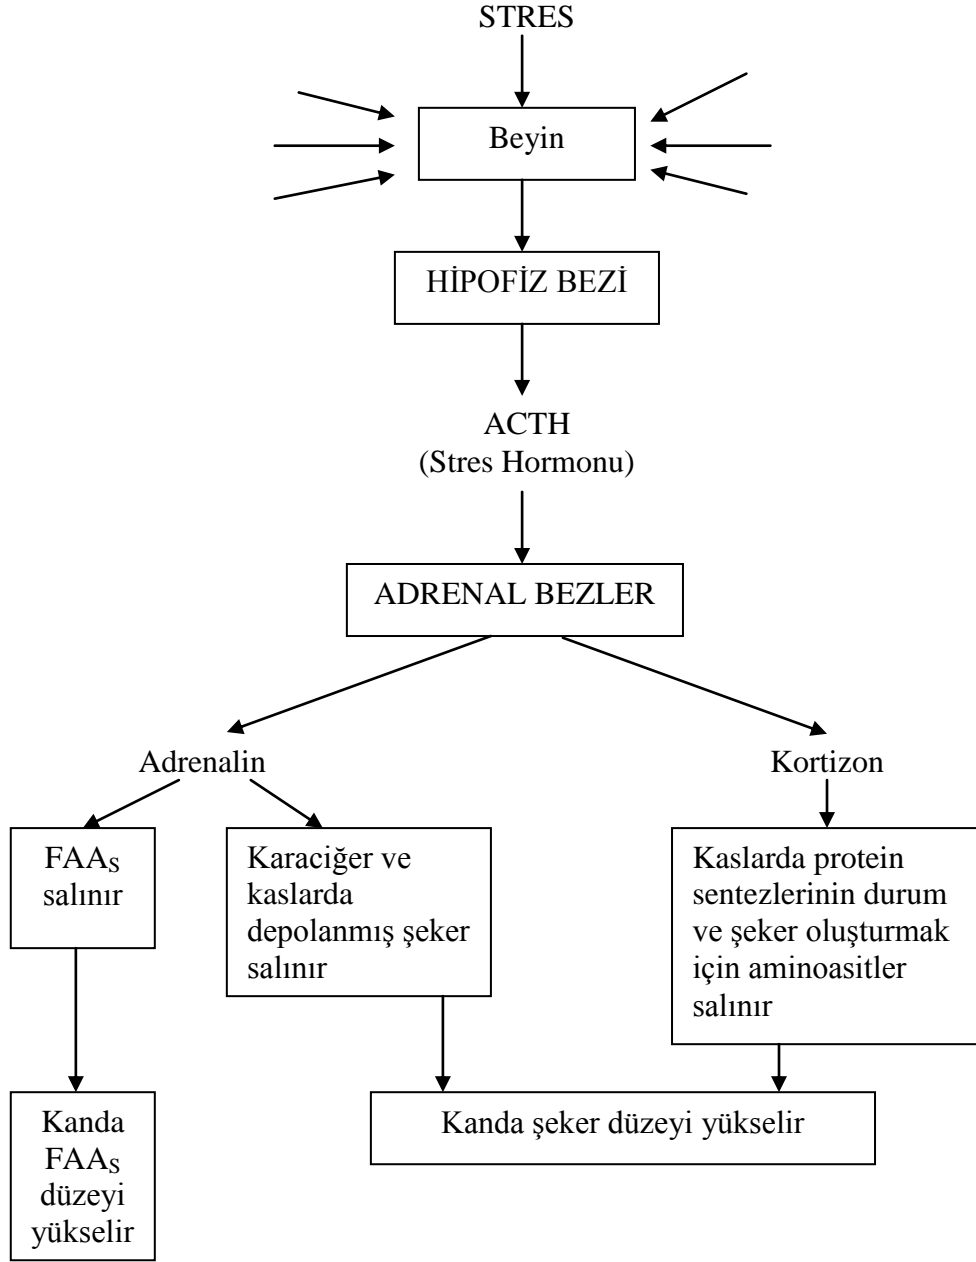 STRES
Beyin
HİPOFİZ BEZİ
ACTH
(Stres Hormonu)
ADRENAL BEZLER
Adrenalin
Kortizon
FAAS
salınır
Karaciğer ve
kaslarda
depolanmış şeker
salınır
Kaslarda protein
sentezlerinin durum
ve şeker oluşturmak
için aminoasitler
salınır
Kanda
FAAS
düzeyi
yükselir
Kanda şeker düzeyi yükselir